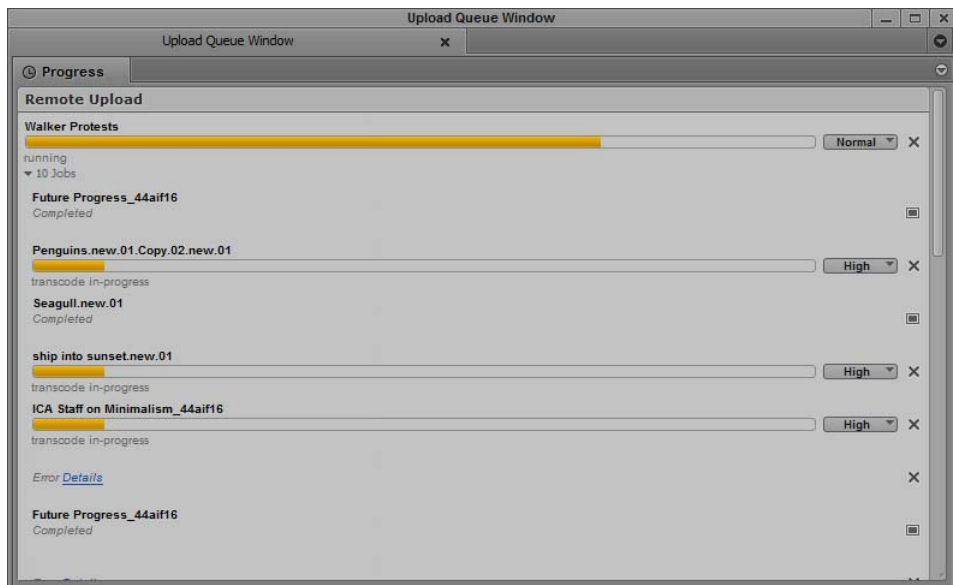 Upload Queue Window
Upload Queue Window
Progress
Remote Upload
Walker Protests
Normal
running
10 Jobs
Future Progress_44aif16
Completed
Penguins.new.01.Copy.02.new.01
High
transcode in-progress
Seagull.new.01
Completed
ship into sunset.new.01
High
transcode in-progress
ICA Staff on Minimalism_44aif16
High
transcode in-progress
Error Details
Future Progress_44aif16
Completed